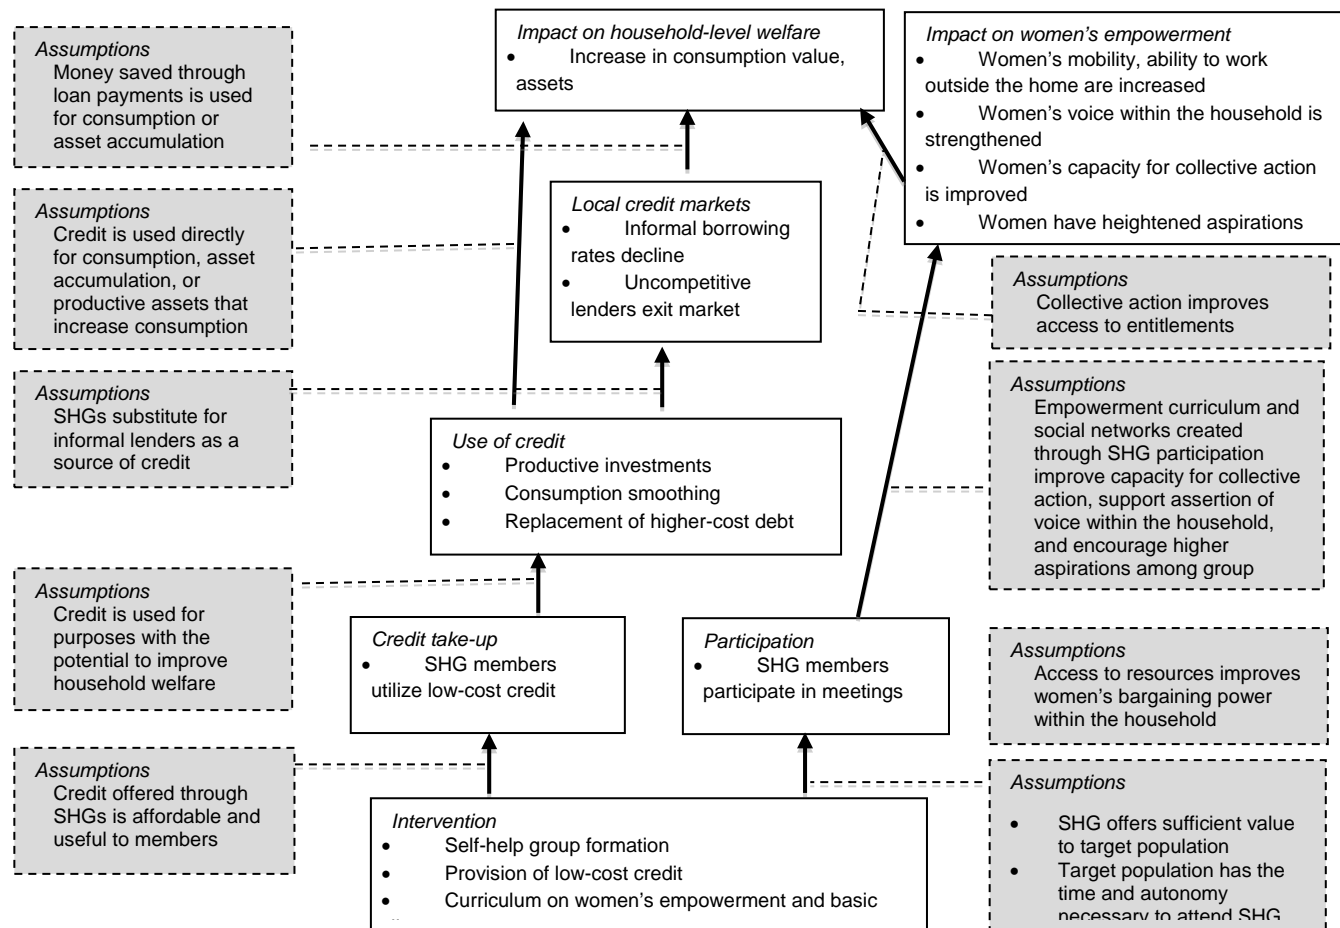 Assumptions
Money saved through
loan payments is used
for consumption or
asset accumulation
Impact on household-level welfare
• Increase in consumption value,
assets
Impact on women’s empowerment
• Women’s mobility, ability to work
outside the home are increased
• Women’s voice within the household is
strengthened
• Women’s capacity for collective action
is improved
• Women have heightened aspirations
Assumptions
Credit is used directly
for consumption, asset
accumulation, or
productive assets that
increase consumption
Local credit markets
• Informal borrowing
rates decline
• Uncompetitive
lenders exit market
Assumptions
Collective action improves
access to entitlements
Assumptions
SHGs substitute for
informal lenders as a
source of credit
Use of credit
• Productive investments
• Consumption smoothing
• Replacement of higher-cost debt
Assumptions
Empowerment curriculum and
social networks created
through SHG participation
improve capacity for collective
action, support assertion of
voice within the household,
and encourage higher
aspirations among group
Assumptions
Credit is used for
purposes with the
potential to improve
household welfare
Credit take-up
• SHG members
utilize low-cost credit
Participation
• SHG members
participate in meetings
Assumptions
Access to resources improves
women’s bargaining power
within the household
Assumptions
Credit offered through
SHGs is affordable and
useful to members
Intervention
• Self-help group formation
• Provision of low-cost credit
• Curriculum on women’s empowerment and basic
Assumptions
• SHG offers sufficient value
to target population
• Target population has the
time and autonomy
necessary to attend SHG